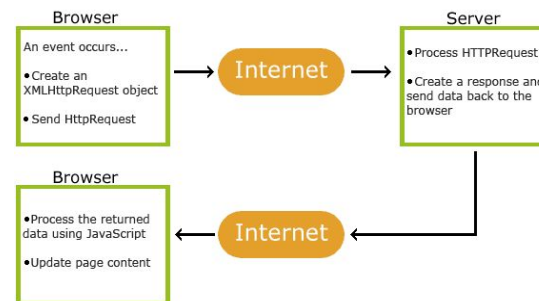 Browser
An event occurs...
•Create an
XMLHttpRequest object
•Send HttpRequest
Internet
Server
•Process HTTPRequest
•Create a response and
send data back to the
browser
Browser
•Process the returned
data using JavaScript
•Update page content
Internet